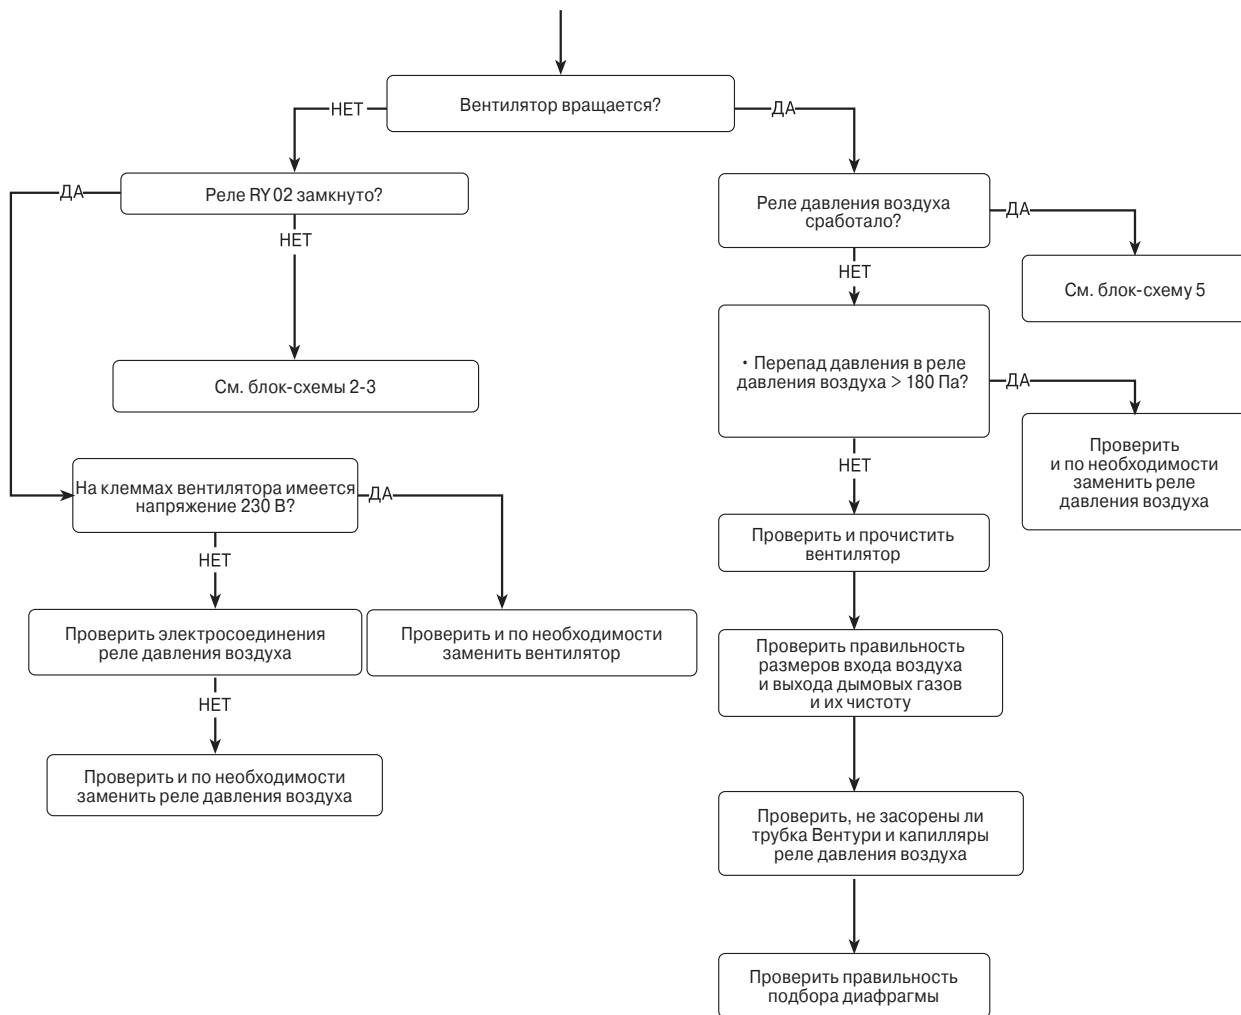 Вентилятор вращается?
НЕТ
ДА
ДА
Реле RY 02 замкнуто?
Реле давления воздуха
сработало?
ДА
НЕТ
НЕТ
См. блок-схему 5
• Перепад давления в реле
давления воздуха > 180 Па?
ДА
См. блок-схемы 2-3
Проверить
и по необходимости
заменить реле
давления воздуха
НЕТ
На клеммах вентилятора имеется
напряжение 230 В?
ДА
Проверить и прочистить
вентилятор
НЕТ
Проверить электросоединения
реле давления воздуха
Проверить и по необходимости
заменить вентилятор
Проверить правильность
размеров входа воздуха
и выхода дымовых газов
и их чистоту
НЕТ
Проверить и по необходимости
заменить реле давления воздуха
Проверить, не засорены ли
трубка Вентури и капилляры
реле давления воздуха
Проверить правильность
подбора диафрагмы